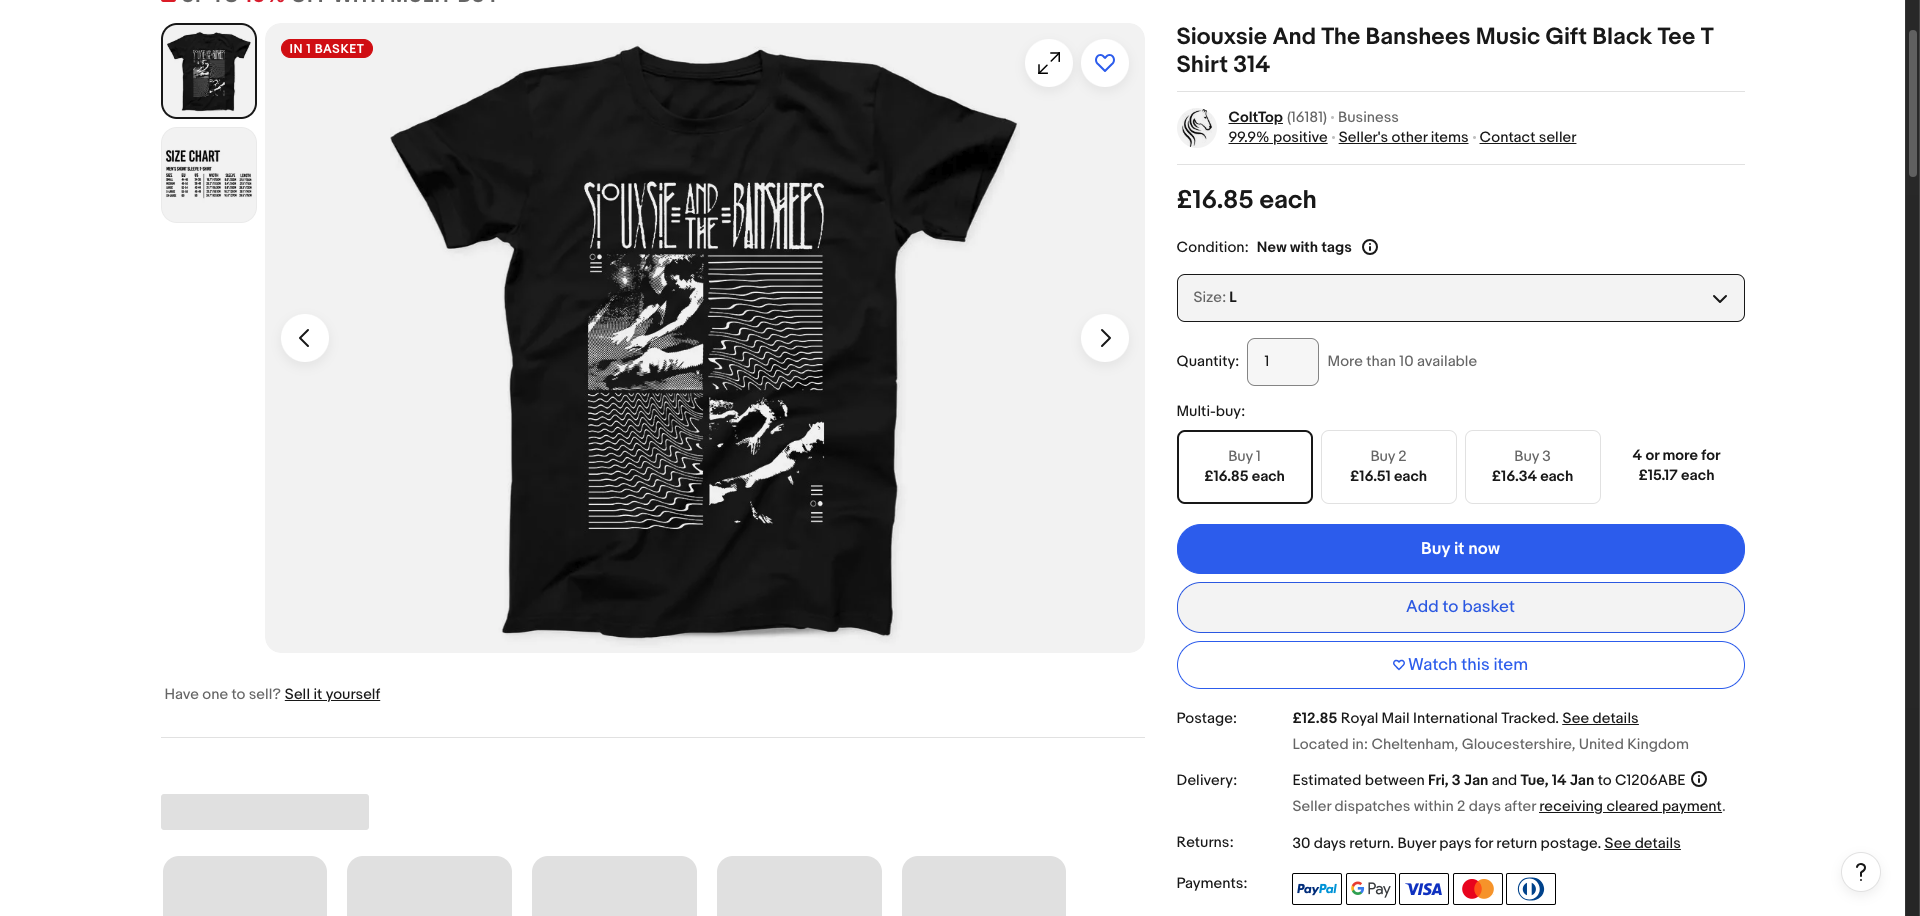 IN 1 BASKET
SIOUXSIE AND THE BANSHEES
SIZE CHART
MEN'S SHORT SLEEVE T-SHIRT
Have one to sell? Sell it yourself
Siouxsie And The Banshees Music Gift Black Tee T
Shirt 314
ColtTop (16181) · Business
99.9% positive · Seller's other items · Contact seller
£16.85 each
Condition: New with tags
Size: L
Quantity: 1 More than 10 available
Multi-buy:
Buy 1
£16.85 each
Buy 2
£16.51 each
Buy 3
£16.34 each
4 or more for
£15.17 each
Buy it now
Add to basket
Watch this item
Postage: £12.85 Royal Mail International Tracked. See details
Located in: Cheltenham, Gloucestershire, United Kingdom
Delivery: Estimated between Fri, 3 Jan and Tue, 14 Jan to C1206ABE
Seller dispatches within 2 days after receiving cleared payment.
Returns: 30 days return. Buyer pays for return postage. See details
Payments: PayPal G Pay VISA
?